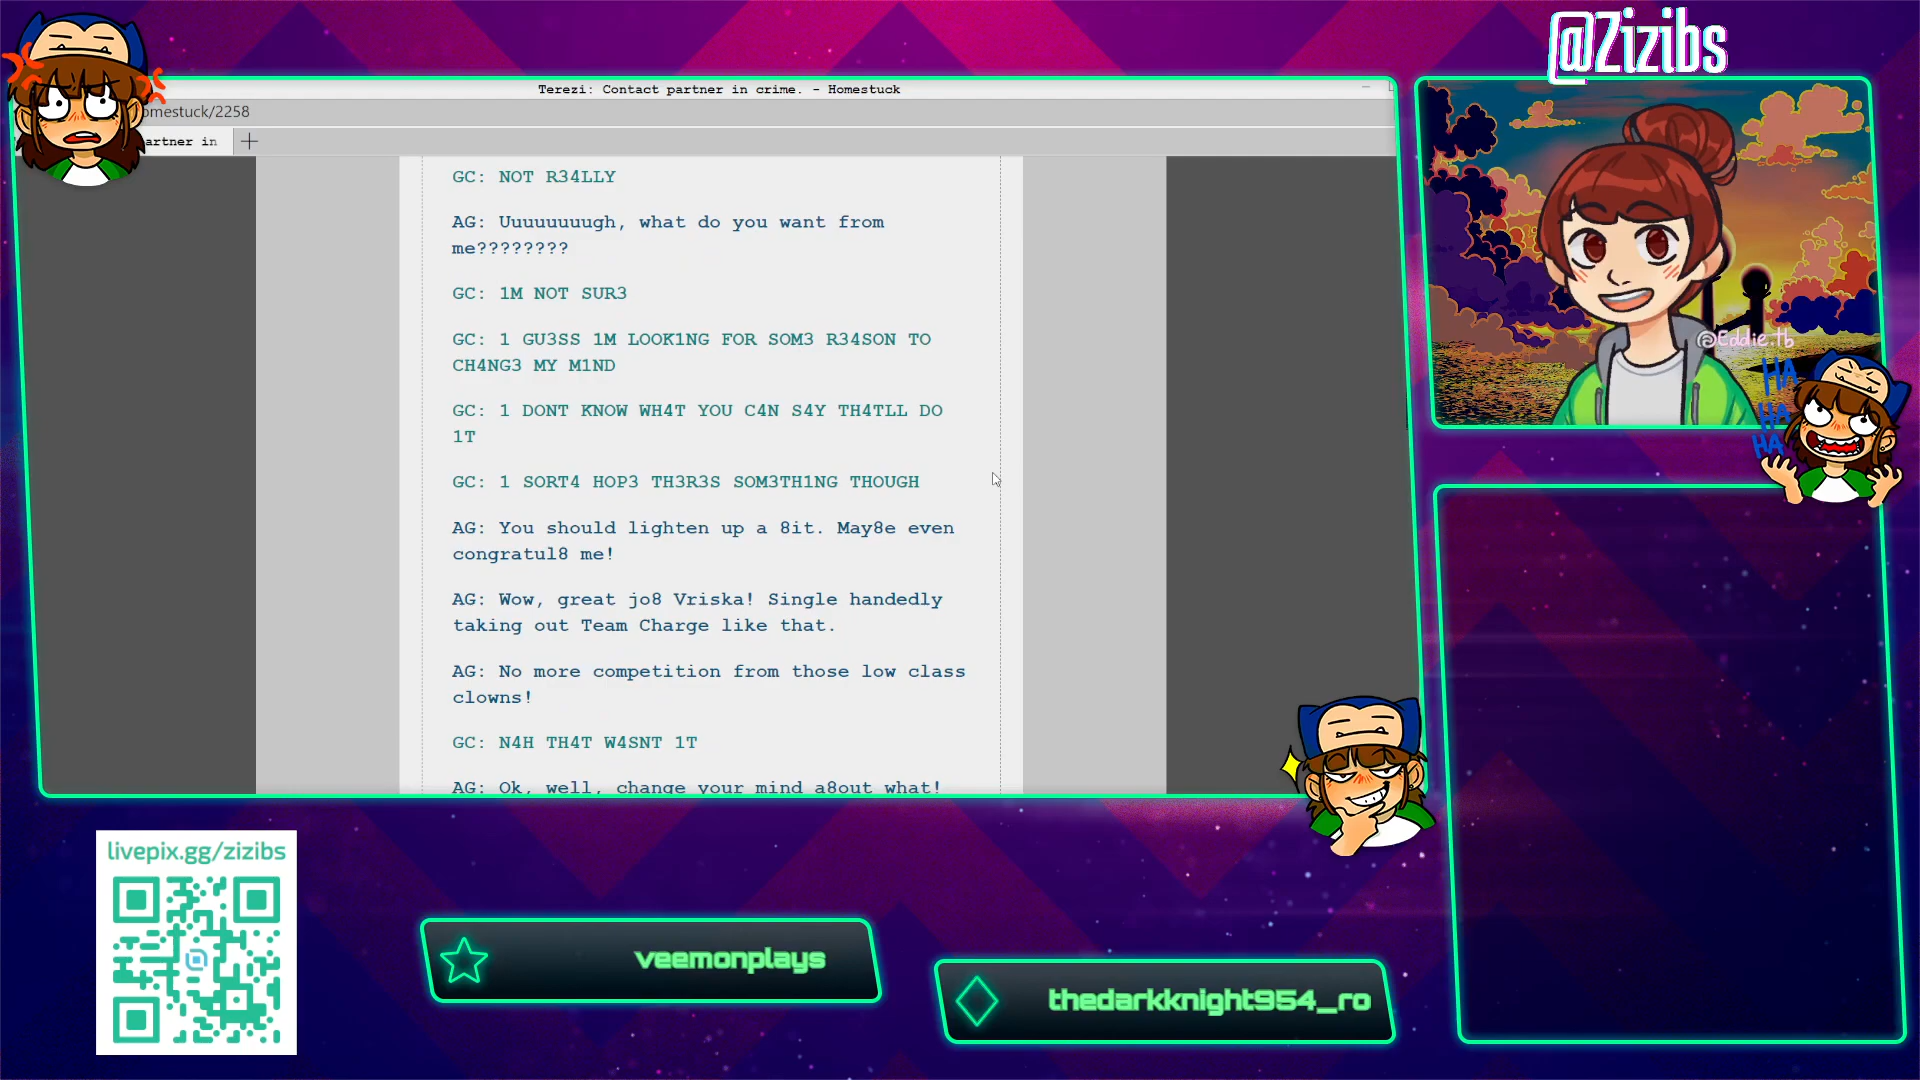 @Zizibs
Terezi: Contact partner in crime. - Homestuck
omestuck/2258
artner in
GC: NOT R34LLY
AG: Uuuuuuuugh, what do you want from
me????????
GC: 1M NOT SUR3
GC: 1 GU3SS 1M LOOK1NG FOR SOM3 R34SON TO
CH4NG3 MY M1ND
GC: 1 DONT KNOW WH4T YOU C4N S4Y TH4TLL DO
1T
GC: 1 SORT4 HOP3 TH3R3S SOM3TH1NG THOUGH
AG: You should lighten up a 8it. May8e even
congratul8 me!
AG: Wow, great jo8 Vriska! Single handedly
taking out Team Charge like that.
AG: No more competition from those low class
clowns!
GC: N4H TH4T W4SNT 1T
AG: Ok, well, change your mind a8out what!
@Eddie.tb
HA
HA
HA
livepix.gg/zizibs
veemonplays
thedarkknight954_ro